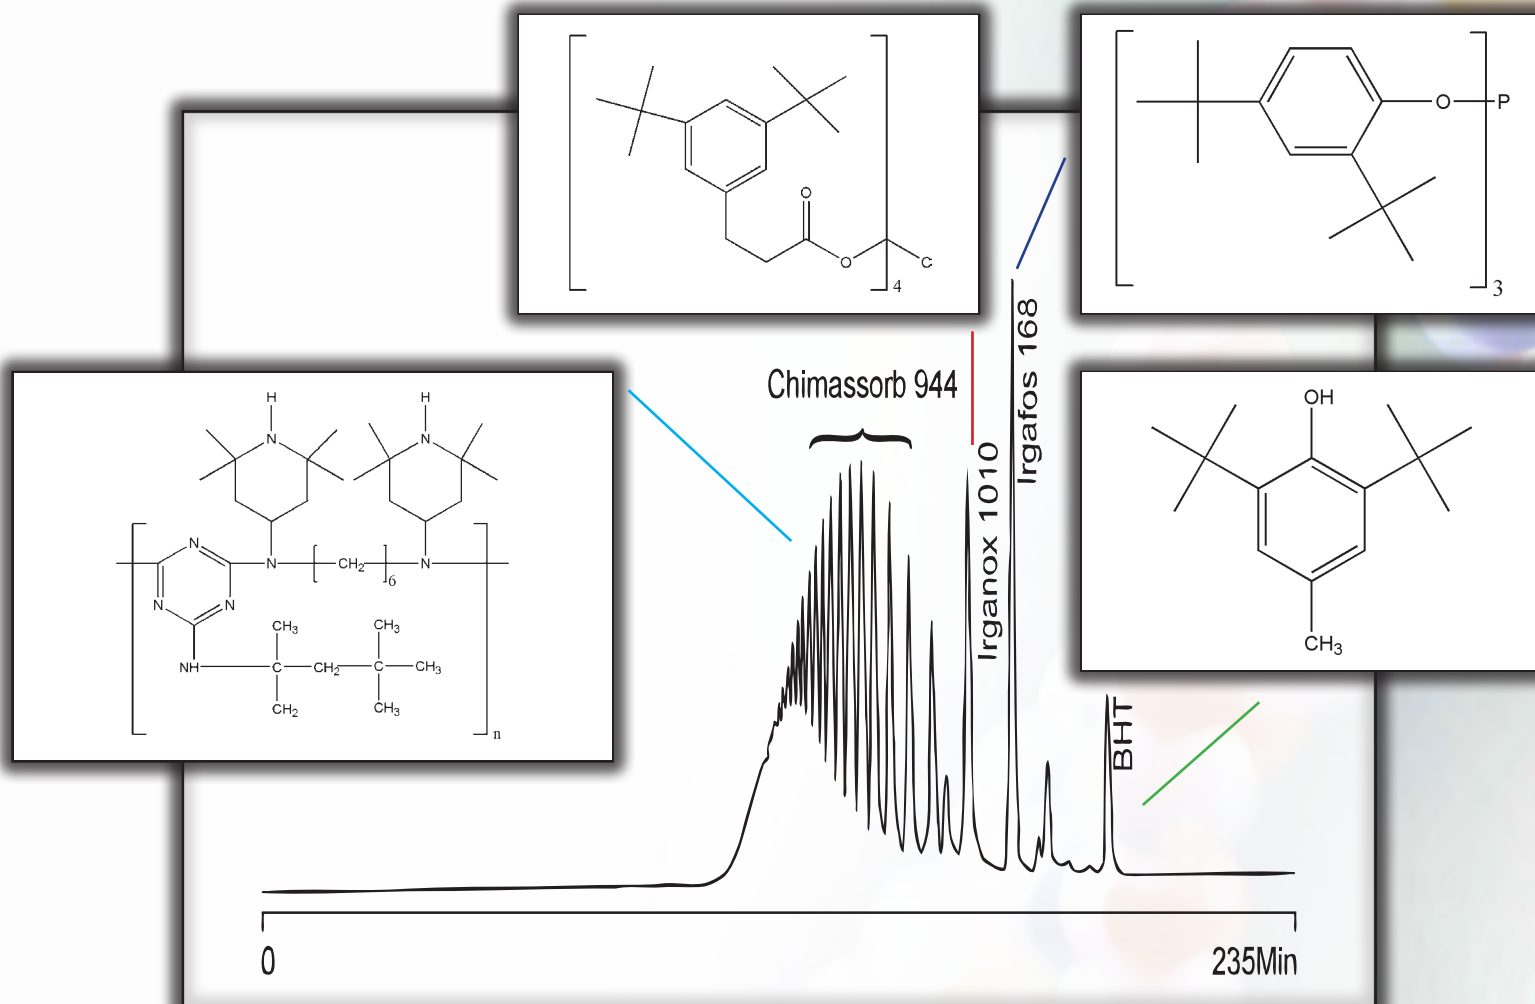 O
O
C
4
O
P
3
Chimassorb 944
Irganox 1010
Irgafos 168
BHT
H
H
N
N
N
N
N
N
N
CH2
6
NH
CH3
CH3
C
CH2
C
CH3
CH2
CH3
n
OH
CH3
0
235Min